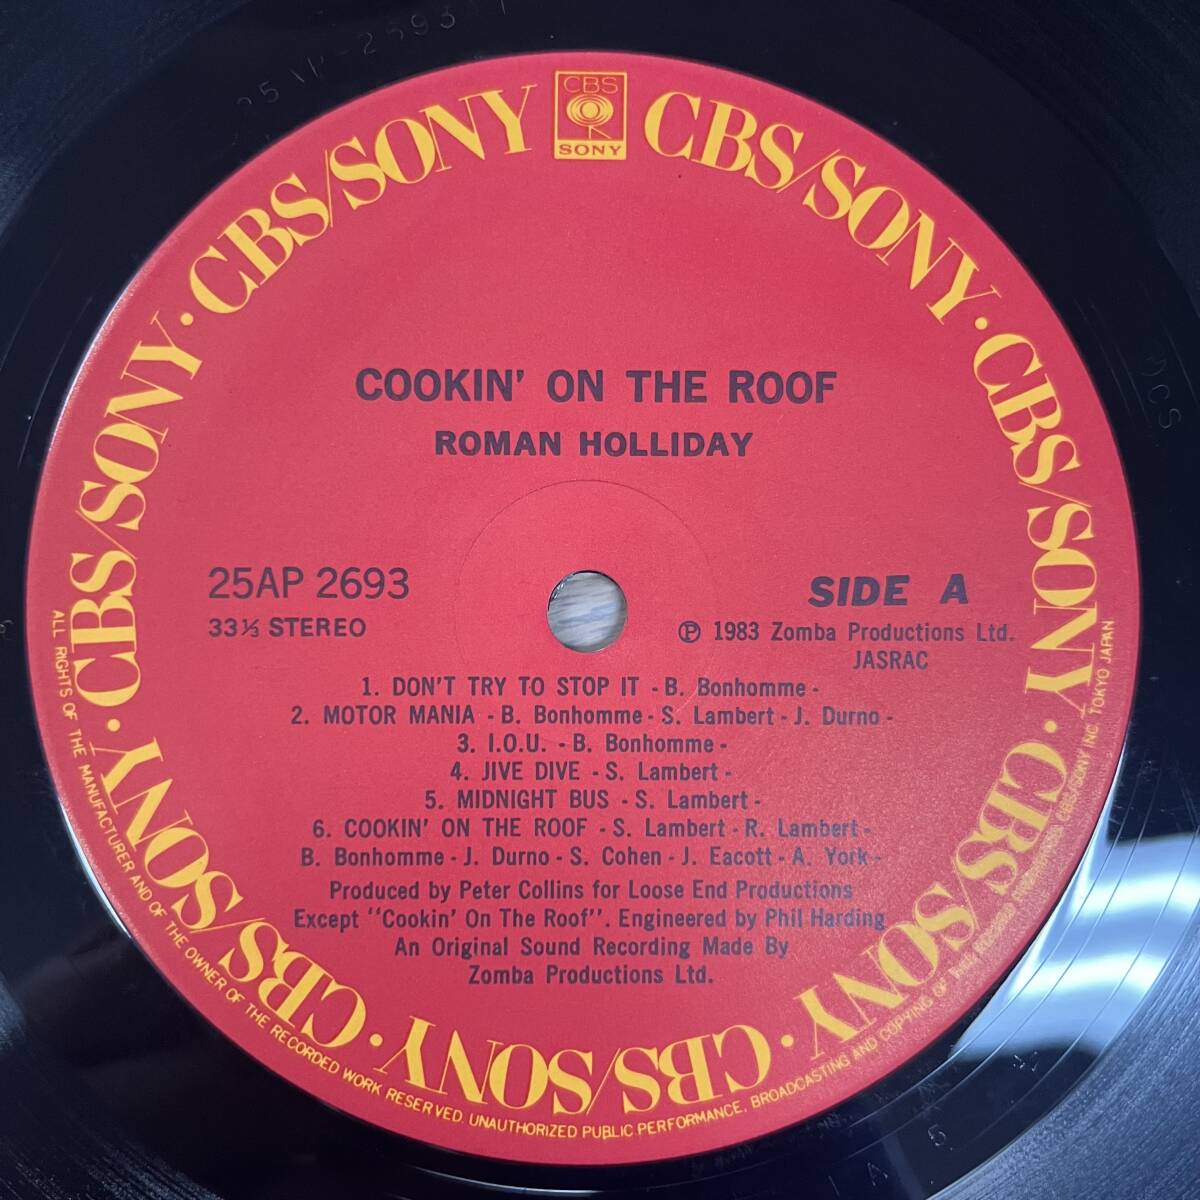 25AP-2693
CBS
SONY
CBS/SONY · CBS/SONY · CBS/SONY · CBS/SONY · CBS/SONY · CBS/SONY · CBS/SONY · CBS/SONY
COOKIN' ON THE ROOF
ROMAN HOLLIDAY
25AP 2693
33⅓ STEREO
SIDE A
Ⓟ 1983 Zomba Productions Ltd.
JASRAC
1. DON'T TRY TO STOP IT - B. Bonhomme -
2. MOTOR MANIA - B. Bonhomme - S. Lambert - J. Durno -
3. I.O.U. - B. Bonhomme -
4. JIVE DIVE - S. Lambert -
5. MIDNIGHT BUS - S. Lambert -
6. COOKIN' ON THE ROOF - S. Lambert - R. Lambert -
B. Bonhomme - J. Durno - S. Cohen - J. Eacott - A. York -
Produced by Peter Collins for Loose End Productions
Except "Cookin' On The Roof". Engineered by Phil Harding
An Original Sound Recording Made By
Zomba Productions Ltd.
ALL RIGHTS OF THE MANUFACTURER AND OF THE OWNER OF THE RECORDED WORK RESERVED. UNAUTHORIZED PUBLIC PERFORMANCE, BROADCASTING AND COPYING OF CBS/SONY INC. TOKYO JAPAN